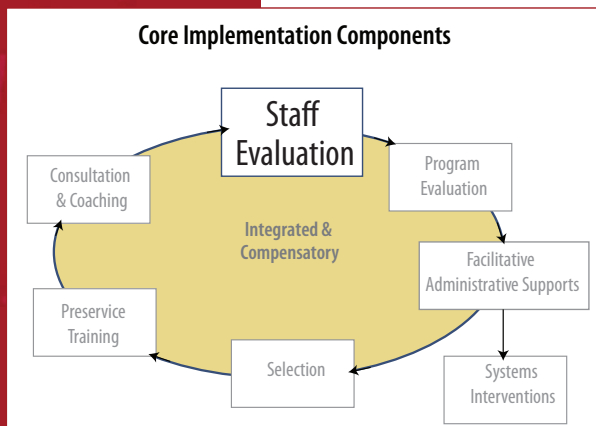 Core Implementation Components
Staff
Evaluation
Program
Evaluation
Consultation
& Coaching
Integrated &
Compensatory
Facilitative
Administrative Supports
Preservice
Training
Selection
Systems
Interventions